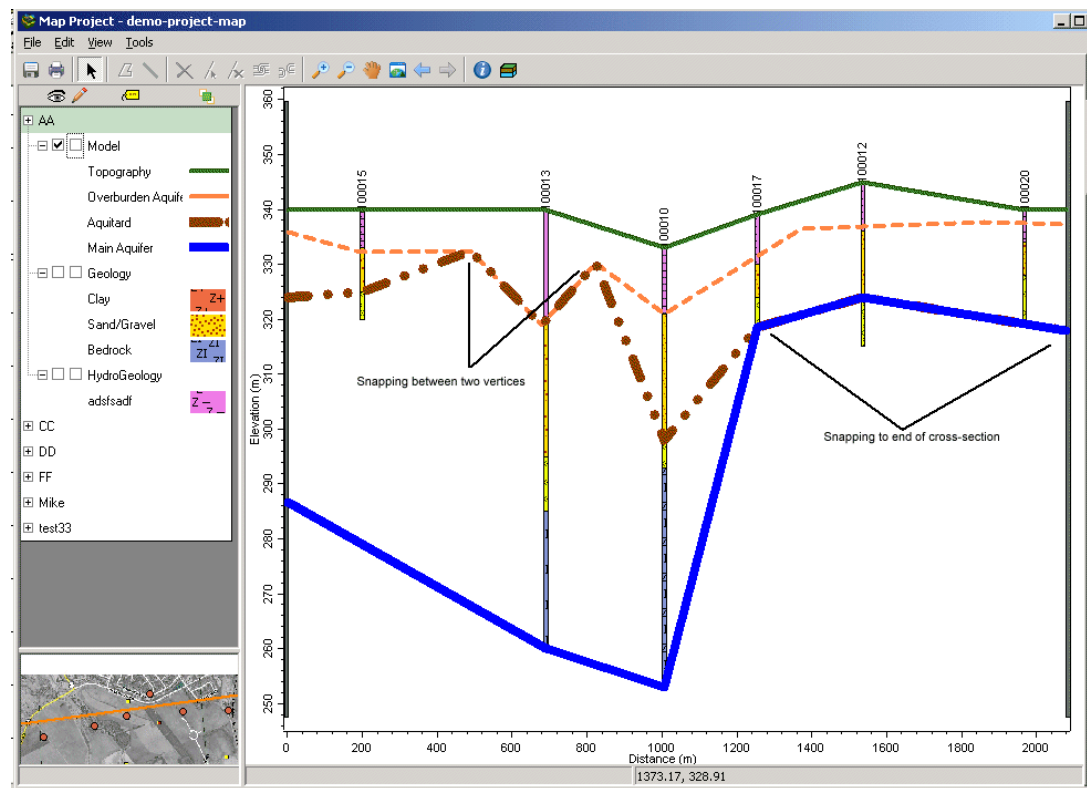 Map Project - demo-project-map
File Edit View Tools
AA
Model
Topography
Overburden Aquife
Aquitard
Main Aquifer
Geology
Clay
Z+
Sand/Gravel
Bedrock
ZI ZI
HydroGeology
adsfsadf
Z
CC
DD
FF
Mike
test33
Elevation (m)
360
350
340
330
320
310
300
290
280
270
260
250
00015
00013
00010
00017
00012
00020
Snapping between two vertices
Snapping to end of cross-section
0 200 400 600 800 1000 1200 1400 1600 1800 2000
Distance (m)
1373.17, 328.91